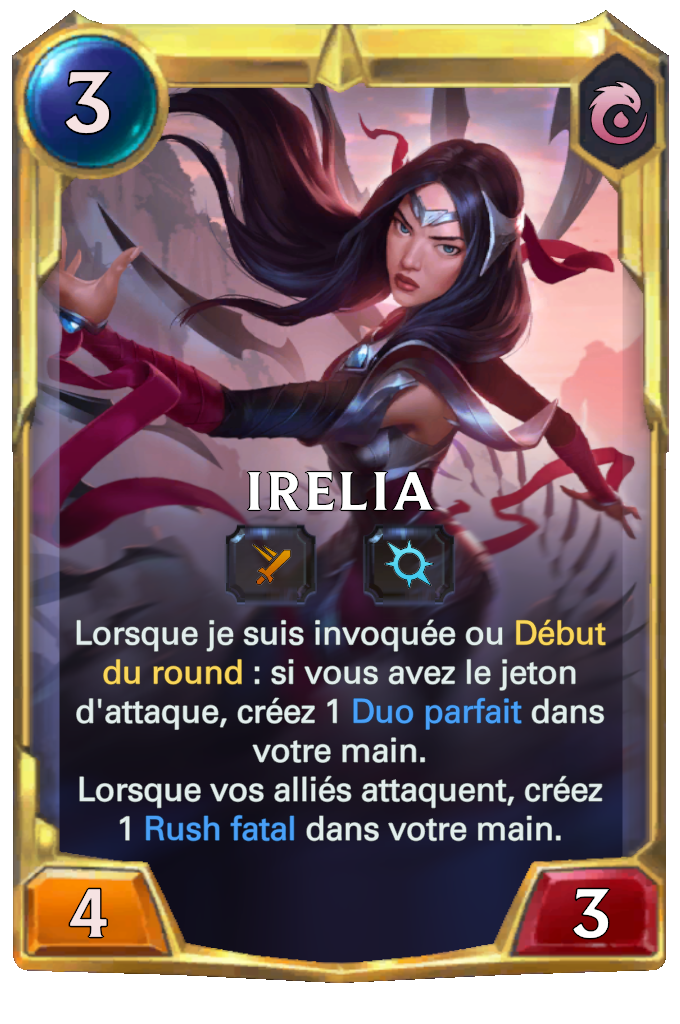 3
IRELIA
Lorsque je suis invoquée ou Début
du round : si vous avez le jeton
d'attaque, créez 1 Duo parfait dans
votre main.
Lorsque vos alliés attaquent, créez
1 Rush fatal dans votre main.
4
3